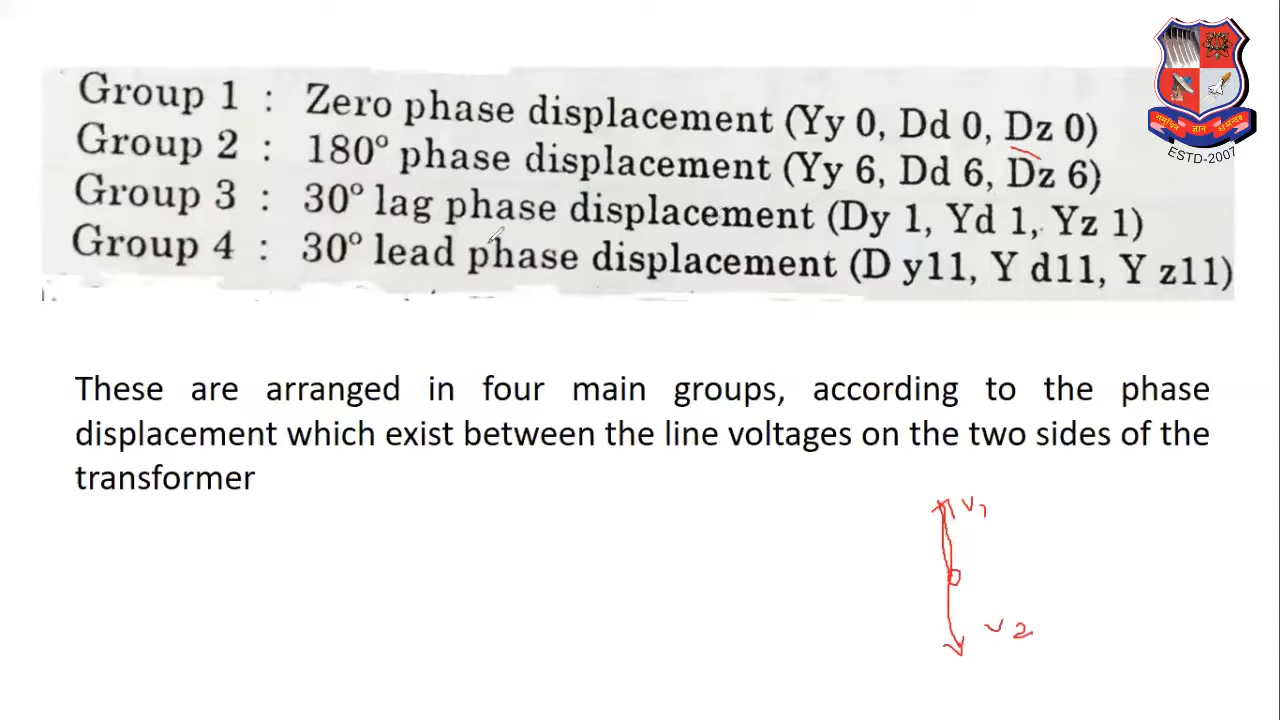 Group 1 : Zero phase displacement (Yy 0, Dd 0, Dz 0)
Group 2 : 180° phase displacement (Yy 6, Dd 6, Dz 6)
Group 3 : 30° lag phase displacement (Dy 1, Yd 1, Yz 1)
Group 4 : 30° lead phase displacement (D y11, Y d11, Y z11)
ESTD-2007
These are arranged in four main groups, according to the phase
displacement which exist between the line voltages on the two sides of the
transformer
V1
V2